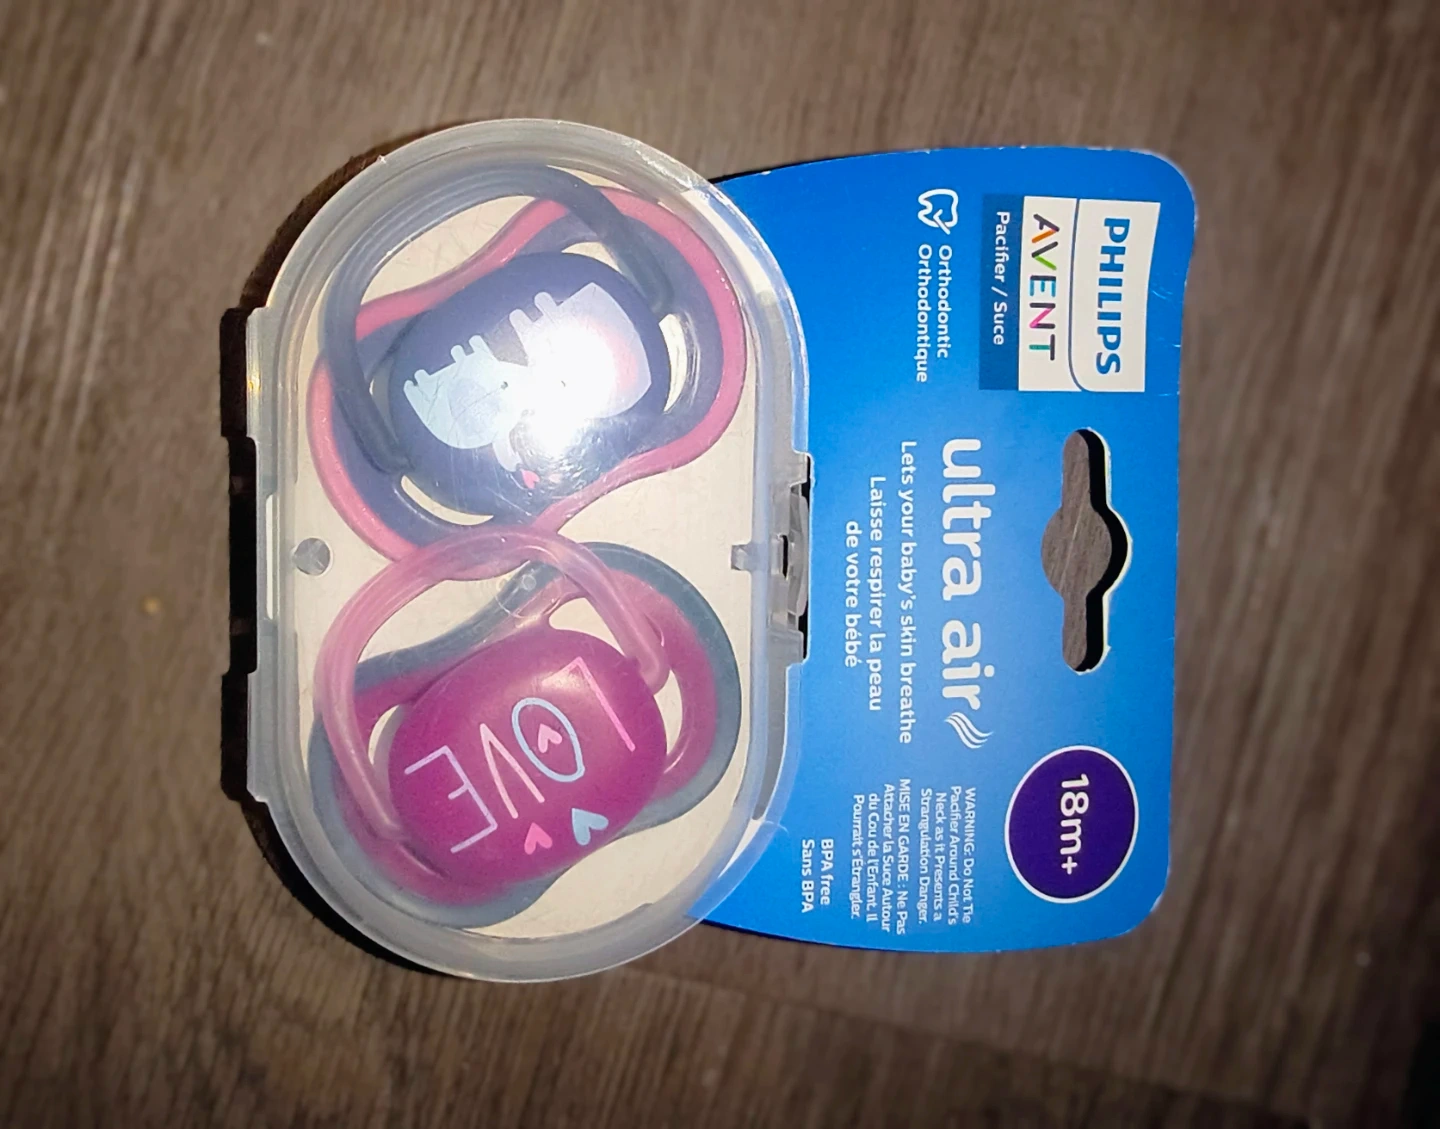 PHILIPS
AVENT
Pacifier / Suce
Orthodontic
Orthodontique
ultra air
Lets your baby's skin breathe
Laisse respirer la peau
de votre bébé
18m+
WARNING: Do Not Tie
Pacifier Around Child's
Neck as it Presents a
Strangulation Danger.
MISE EN GARDE : Ne Pas
Attacher la Suce Autour
du Cou de l'Enfant, Il
Pourrait s'Étrangler.
BPA free
Sans BPA
LOVE